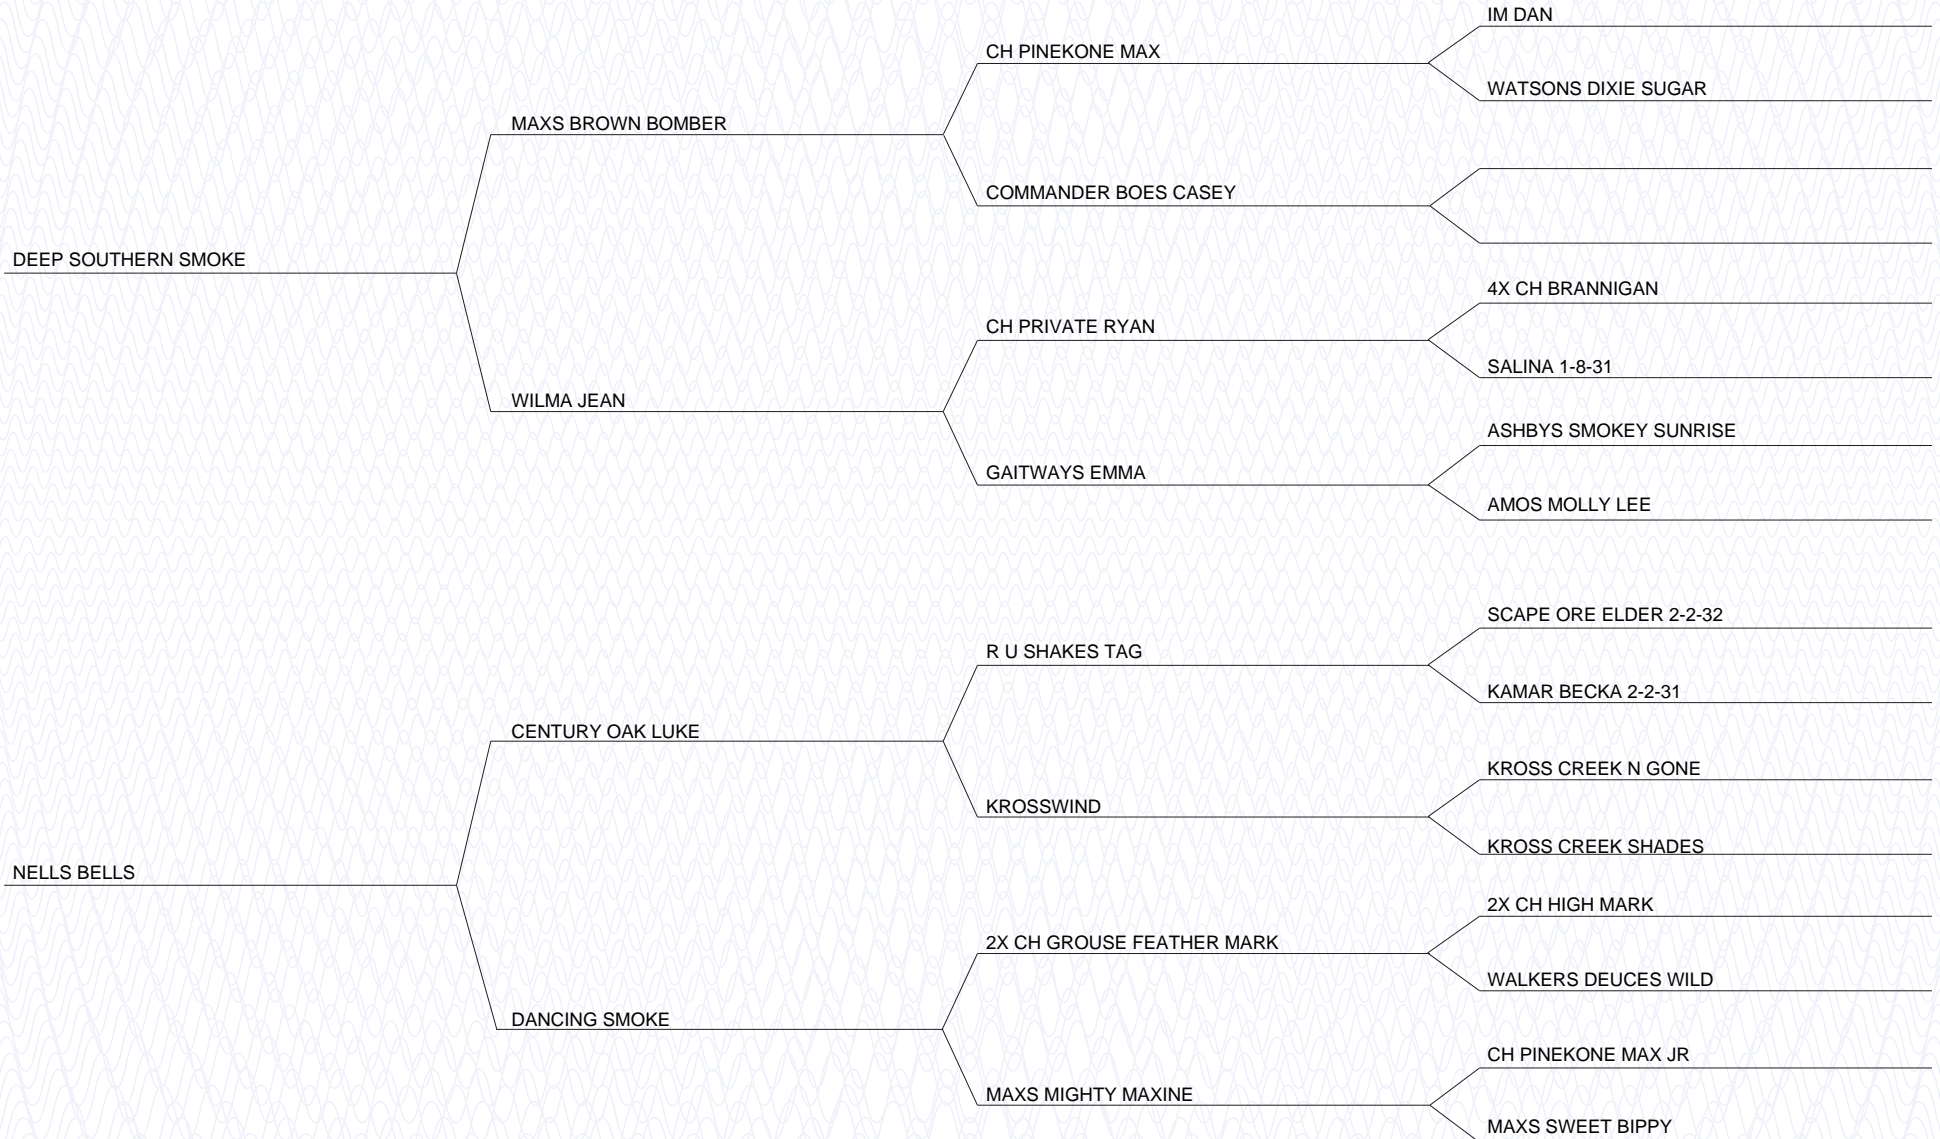 IM DAN
CH PINEKONE MAX
WATSONS DIXIE SUGAR
MAXS BROWN BOMBER
COMMANDER BOES CASEY
DEEP SOUTHERN SMOKE
4X CH BRANNIGAN
CH PRIVATE RYAN
SALINA 1-8-31
WILMA JEAN
ASHBYS SMOKEY SUNRISE
GAITWAYS EMMA
AMOS MOLLY LEE
SCAPE ORE ELDER 2-2-32
R U SHAKES TAG
KAMAR BECKA 2-2-31
CENTURY OAK LUKE
KROSS CREEK N GONE
KROSSWIND
KROSS CREEK SHADES
NELLS BELLS
2X CH HIGH MARK
2X CH GROUSE FEATHER MARK
WALKERS DEUCES WILD
DANCING SMOKE
CH PINEKONE MAX JR
MAXS MIGHTY MAXINE
MAXS SWEET BIPPY